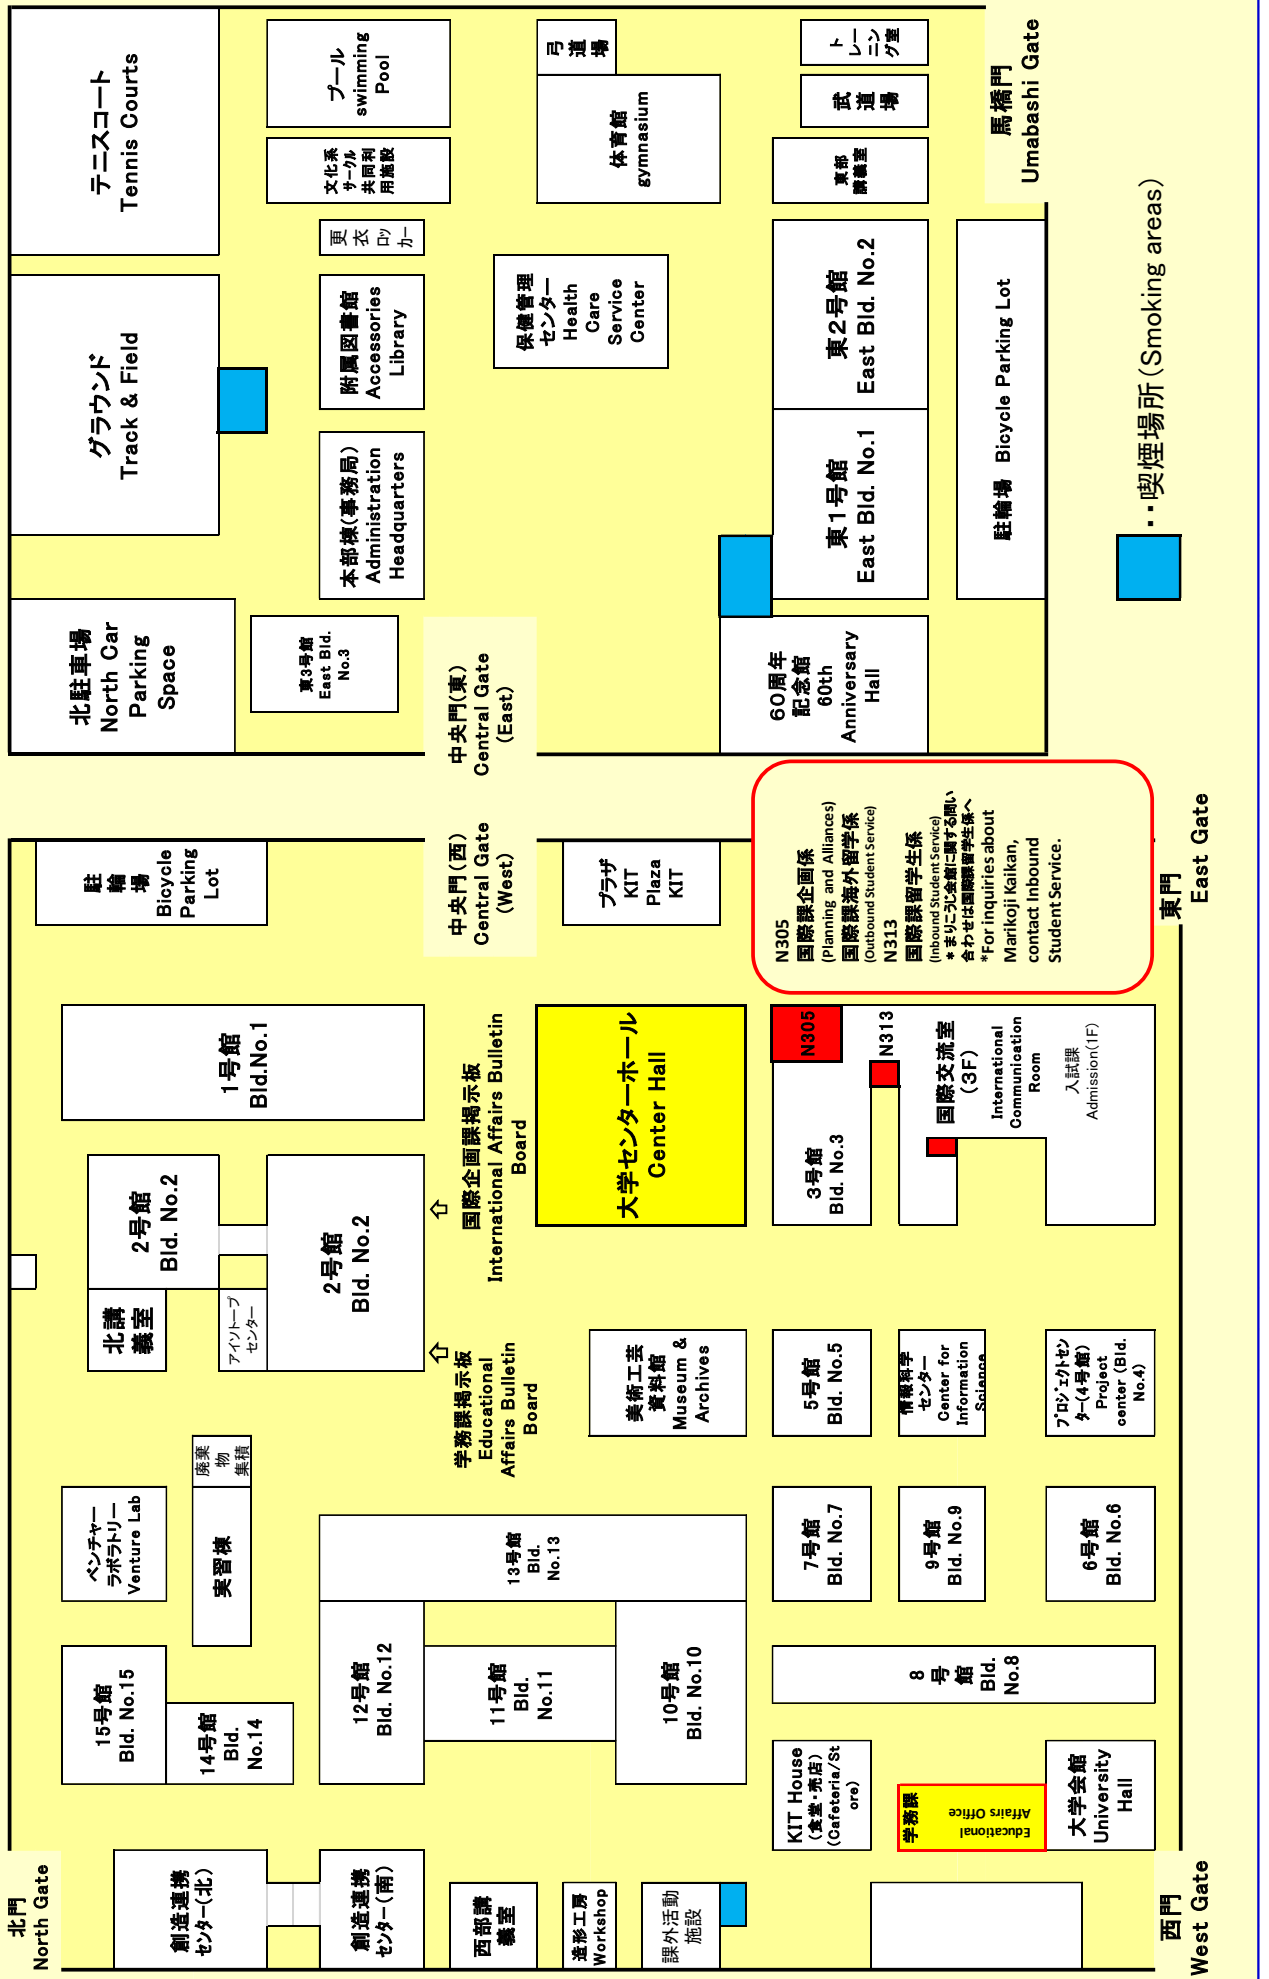 北門
North Gate
創造連携
センター(北)
創造連携
センター(南)
西部講
義室
造形工房
Workshop
課外活動
施設
西門
West Gate
15号館
Bld. No.15
14号館
Bld.
No.14
12号館
Bld. No.12
11号館
Bld.
No.11
10号館
Bld. No.10
KIT House
(食堂・売店)
(Cafeteria/St
ore)
学務課
Educational
Affairs Office
大学会館
University
Hall
8
号
館
Bld.
No.8
ベンチャー
ラボラトリー
Venture Lab
実習棟
廃棄
物
集積
13号館
Bld.
No.13
7号館
Bld. No.7
9号館
Bld. No.9
6号館
Bld. No.6
北講
義室
アイソトープ
センター
学務課掲示板
Educational
Affairs Bulletin
Board
美術工芸
資料館
Museum &
Archives
5号館
Bld. No.5
情報科学
センター
Center for
Information
Science
プロジェクトセン
ター(4号館)
Project
center (Bld.
No.4)
2号館
Bld. No.2
2号館
Bld. No.2
国際企画課掲示板
International Affairs Bulletin
Board
1号館
Bld.No.1
大学センターホール
Center Hall
3号館
Bld. No.3
N305
N313
国際交流室
(3F)
International
Communication
Room
入試課
Admission(1F)
駐
輪
場
Bicycle
Parking
Lot
中央門(西)
Central Gate
(West)
プラザ
KIT
Plaza
KIT
N305
国際課企画係
(Planning and Alliances)
国際課海外留学係
(Outbound Student Service)
N313
国際課留学生係
(Inbound Student Service)
*まりこうじ会館に関する問い
合わせは国際課留学生係へ
*For inquiries about
Marikoji Kaikan,
contact Inbound
Student Service.
東門
East Gate
北駐車場
North Car
Parking
Space
東3号館
East Bld.
No.3
中央門(東)
Central Gate
(East)
60周年
記念館
60th
Anniversary
Hall
グラウンド
Track & Field
本部棟(事務局)
Administration
Headquarters
附属図書館
Accessories
Library
更
衣 ロッ
カー
保健管理
センター
Health
Care
Service
Center
東1号館
East Bld. No.1
東2号館
East Bld. No.2
駐輪場 Bicycle Parking Lot
・・喫煙場所(Smoking areas)
テニスコート
Tennis Courts
プール
swimming
Pool
文化系
サークル
共同利
用施設
弓
道
場
体育館
gymnasium
トレー
ニン
グ室
武
道
場
東部
講義室
馬橋門
Umabashi Gate